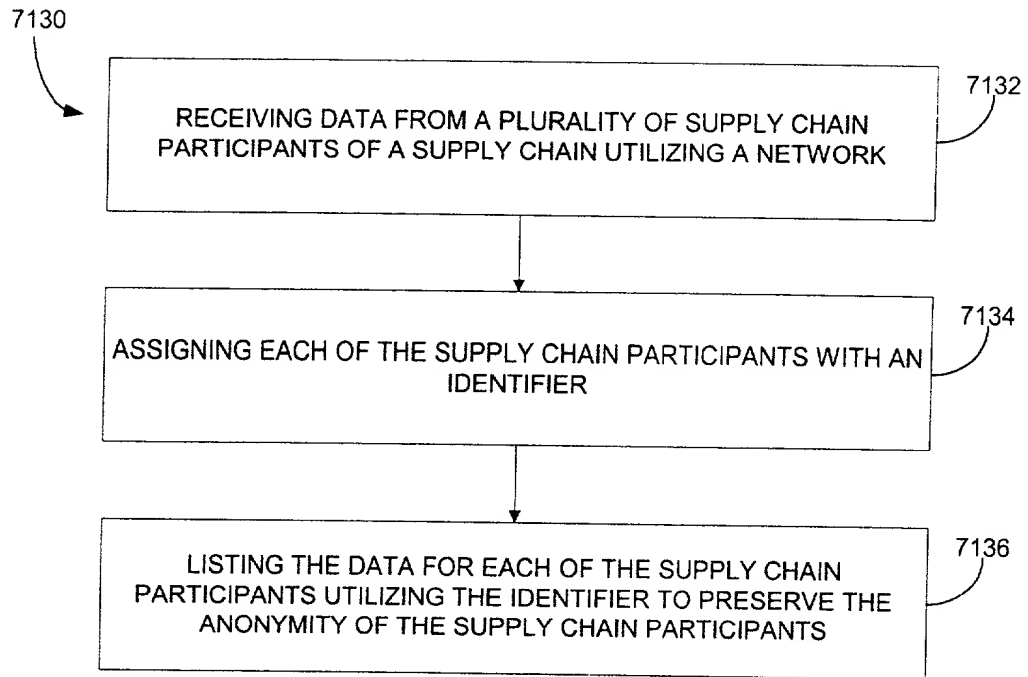 7130
7132
RECEIVING DATA FROM A PLURALITY OF SUPPLY CHAIN
PARTICIPANTS OF A SUPPLY CHAIN UTILIZING A NETWORK
7134
ASSIGNING EACH OF THE SUPPLY CHAIN PARTICIPANTS WITH AN
IDENTIFIER
7136
LISTING THE DATA FOR EACH OF THE SUPPLY CHAIN
PARTICIPANTS UTILIZING THE IDENTIFIER TO PRESERVE THE
ANONYMITY OF THE SUPPLY CHAIN PARTICIPANTS